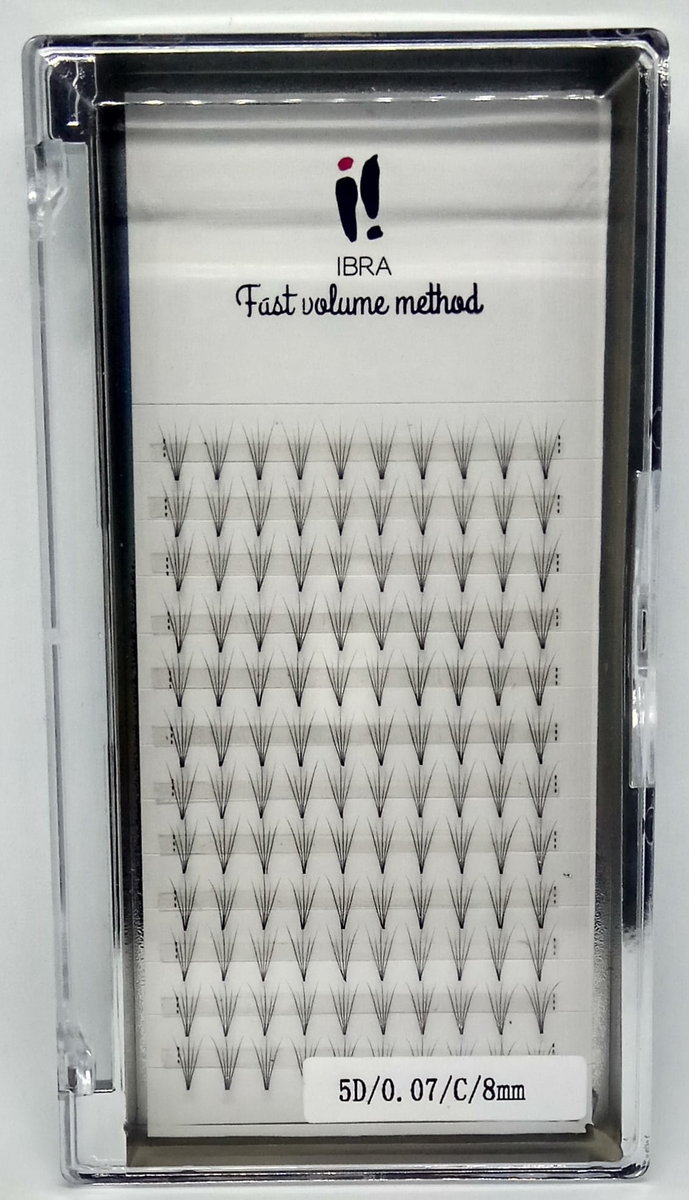 IBRA
Fast volume method
5D/0.07/C/8mm